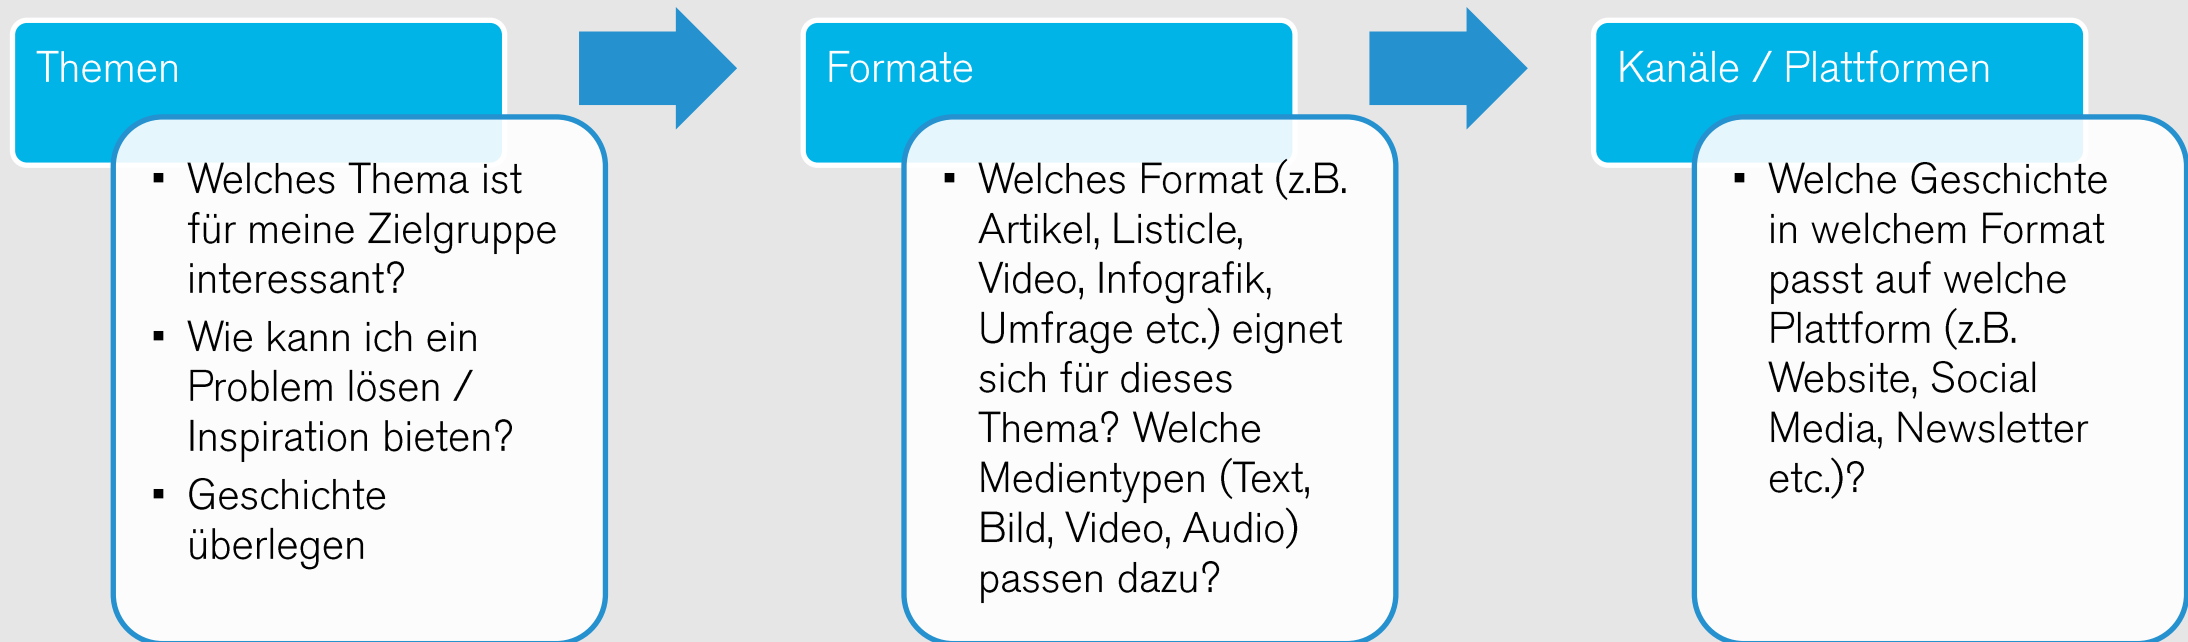 Themen
▪ Welches Thema ist
für meine Zielgruppe
interessant?
▪ Wie kann ich ein
Problem lösen /
Inspiration bieten?
▪ Geschichte
überlegen
Formate
▪ Welches Format (z.B.
Artikel, Listicle,
Video, Infografik,
Umfrage etc.) eignet
sich für dieses
Thema? Welche
Medientypen (Text,
Bild, Video, Audio)
passen dazu?
Kanäle / Plattformen
▪ Welche Geschichte
in welchem Format
passt auf welche
Plattform (z.B.
Website, Social
Media, Newsletter
etc.)?